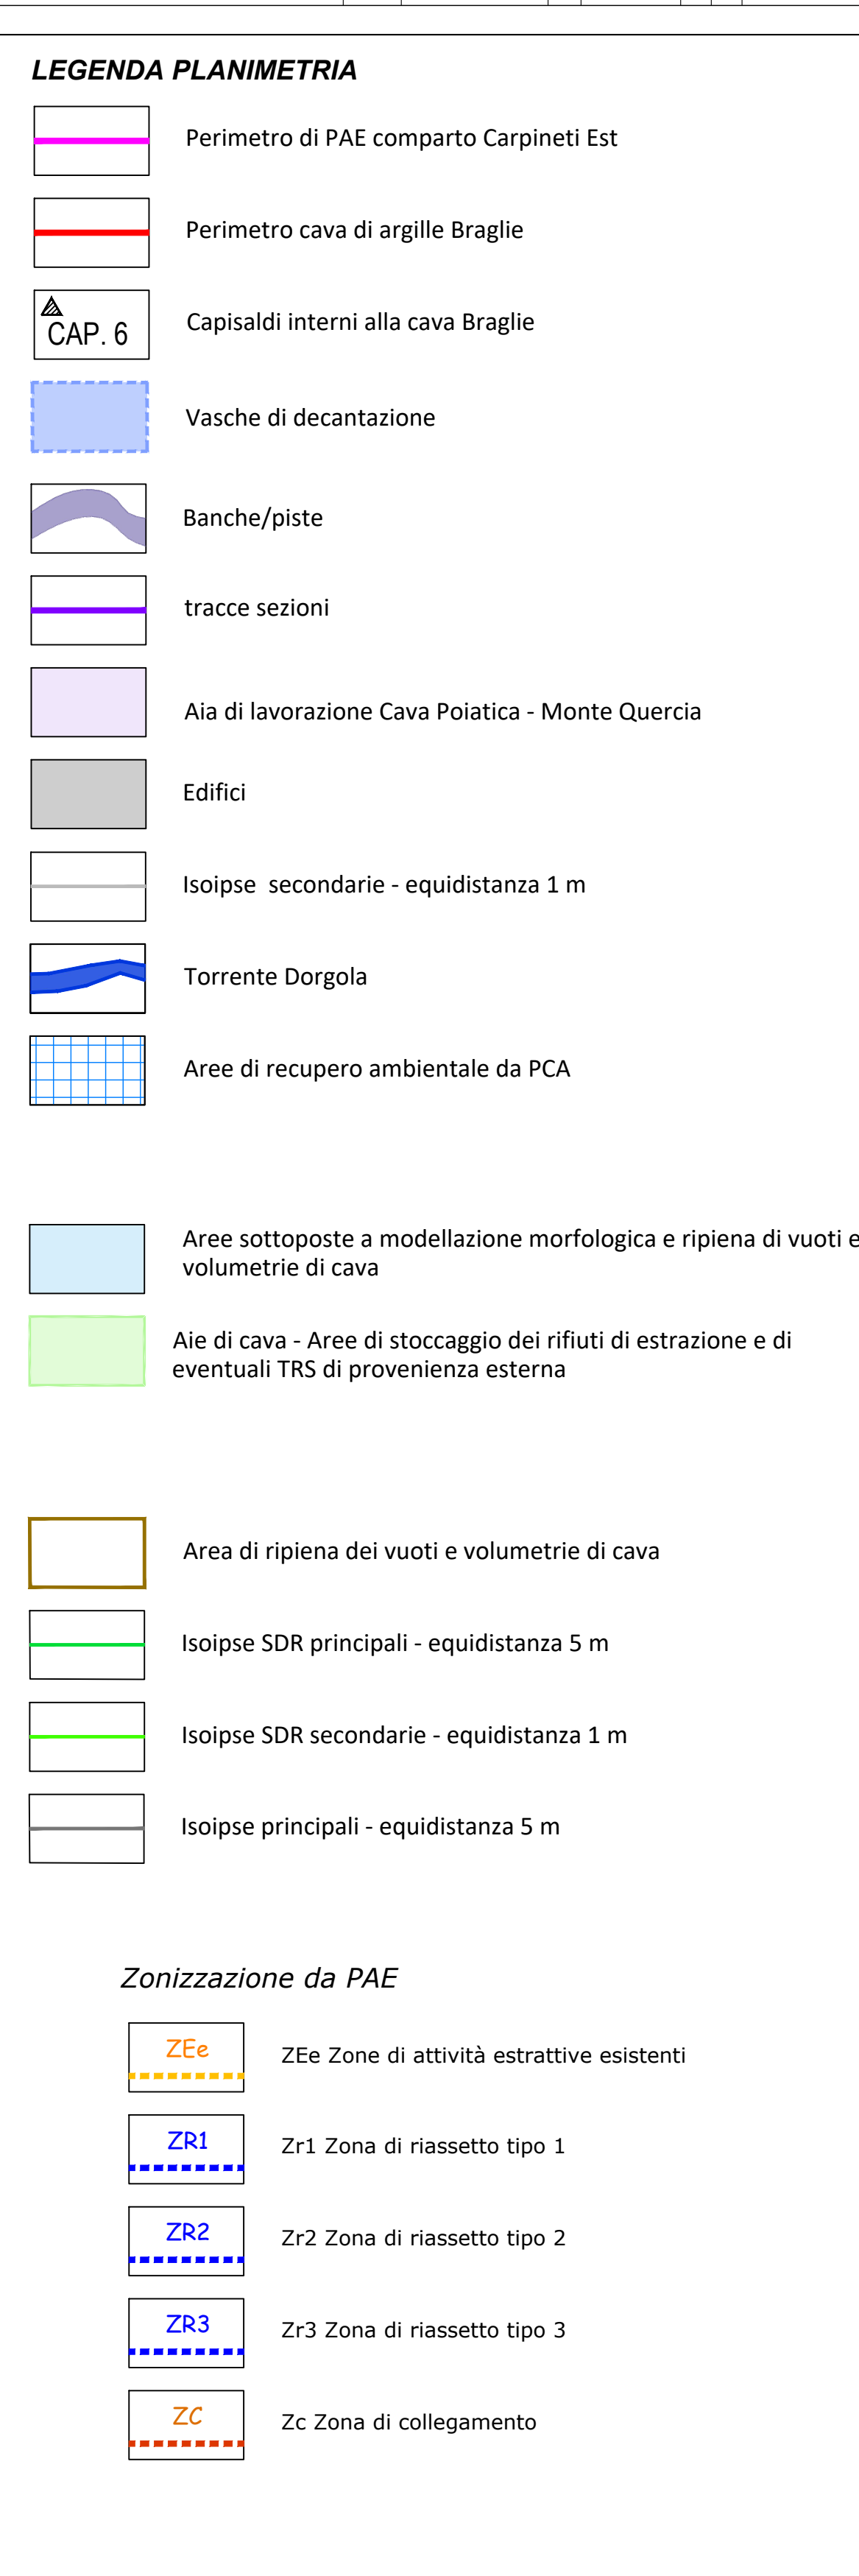 LEGENDA PLANIMETRIA
Perimetro di PAE comparto Carpineti Est
Perimetro cava di argille Braglie
CAP. 6
Capisaldi interni alla cava Braglie
Vasche di decantazione
Banche/piste
tracce sezioni
Aia di lavorazione Cava Poiatica - Monte Quercia
Edifici
Isoipse  secondarie - equidistanza 1 m
Torrente Dorgola
Aree di recupero ambientale da PCA
Aree sottoposte a modellazione morfologica e ripiena di vuoti e
volumetrie di cava
Aie di cava - Aree di stoccaggio dei rifiuti di estrazione e di
eventuali TRS di provenienza esterna
Area di ripiena dei vuoti e volumetrie di cava
Isoipse SDR principali - equidistanza 5 m
Isoipse SDR secondarie - equidistanza 1 m
Isoipse principali - equidistanza 5 m
Zonizzazione da PAE
ZEe
ZEe Zone di attività estrattive esistenti
ZR1
Zr1 Zona di riassetto tipo 1
ZR2
Zr2 Zona di riassetto tipo 2
ZR3
Zr3 Zona di riassetto tipo 3
ZC
Zc Zona di collegamento